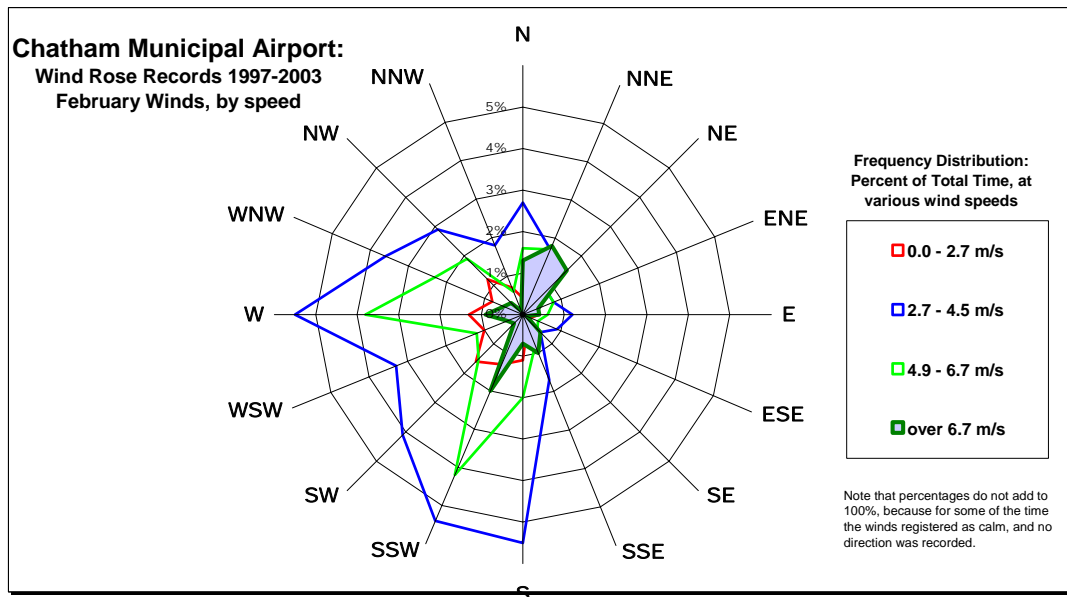 Chatham Municipal Airport:
Wind Rose Records 1997-2003
February Winds, by speed
N
NNE
NE
ENE
E
ESE
SE
SSE
S
SSW
SW
WSW
W
WNW
NW
NNW
5%
4%
3%
2%
1%
0%
Frequency Distribution:
Percent of Total Time, at
various wind speeds
0.0 - 2.7 m/s
2.7 - 4.5 m/s
4.9 - 6.7 m/s
over 6.7 m/s
Note that percentages do not add to
100%, because for some of the time
the winds registered as calm, and no
direction was recorded.